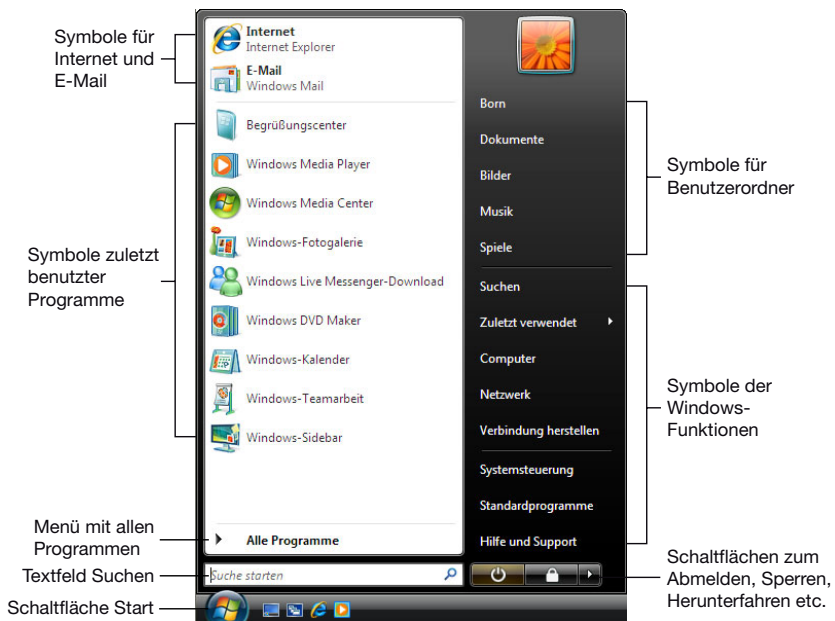 Symbole für
Internet und
E-Mail
Symbole zuletzt
benutzter
Programme
Menü mit allen
Programmen
Textfeld Suchen
Schaltfläche Start
Internet
Internet Explorer
E-Mail
Windows Mail
Begrüßungscenter
Windows Media Player
Windows Media Center
Windows-Fotogalerie
Windows Live Messenger-Download
Windows DVD Maker
Windows-Kalender
Windows-Teamarbeit
Windows-Sidebar
Alle Programme
Suche starten
Born
Dokumente
Bilder
Musik
Spiele
Suchen
Zuletzt verwendet
Computer
Netzwerk
Verbindung herstellen
Systemsteuerung
Standardprogramme
Hilfe und Support
Symbole für
Benutzerordner
Symbole der
Windows-
Funktionen
Schaltflächen zum
Abmelden, Sperren,
Herunterfahren etc.